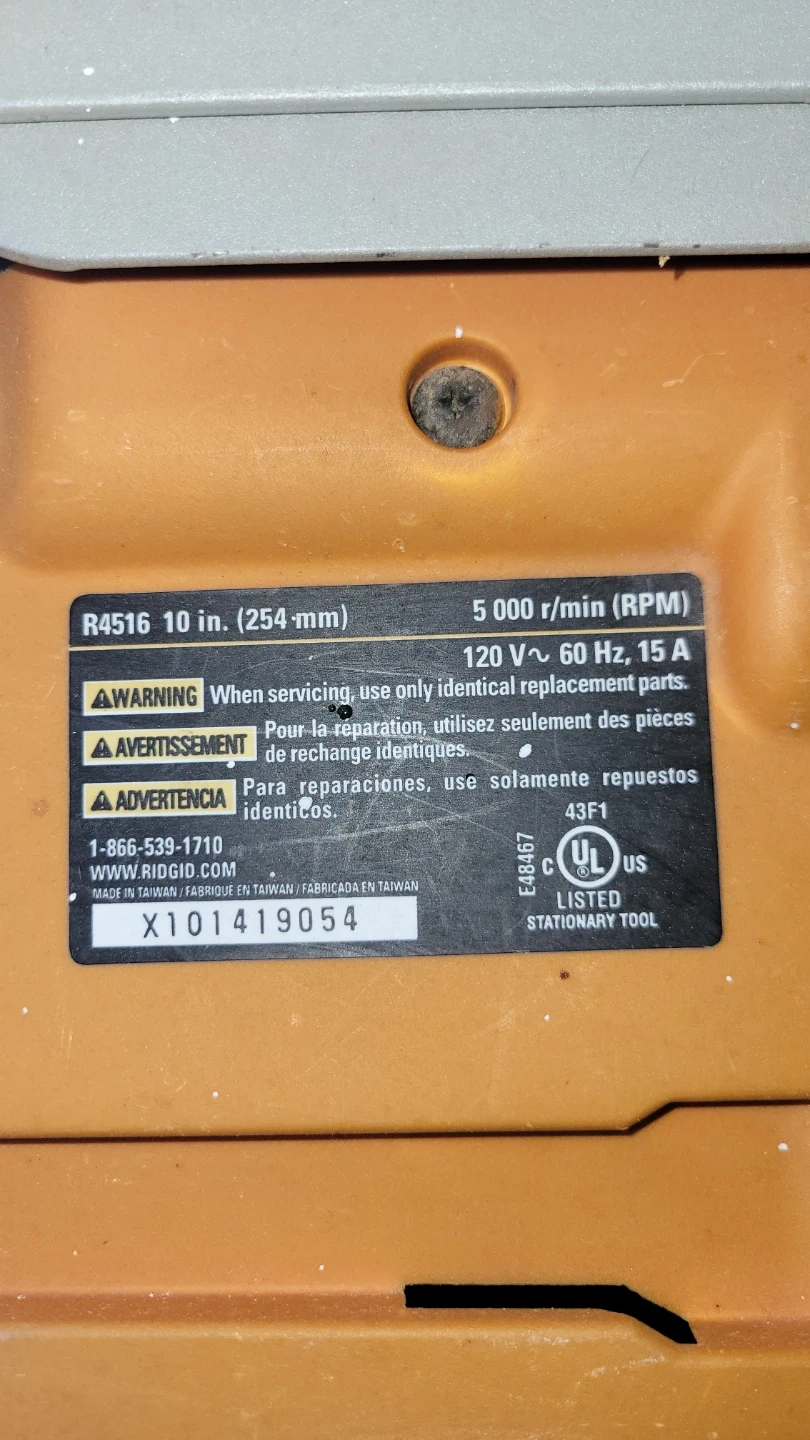 R4516 10 in. (254 mm) 5 000 r/min (RPM)
120 V~ 60 Hz, 15 A
⚠WARNING When servicing, use only identical replacement parts.
⚠AVERTISSEMENT Pour la réparation, utilisez seulement des pièces
de rechange identiques.
⚠ADVERTENCIA Para reparaciones, use solamente repuestos
identicos.
1-866-539-1710
WWW.RIDGID.COM
MADE IN TAIWAN / FABRIQUÉ EN TAIWAN / FABRICADA EN TAIWAN
X101419054
43F1
E48467
C UL® US
LISTED
STATIONARY TOOL